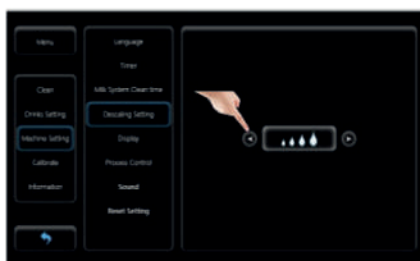 Menu
Clean
Drinks Setting
Machine Setting
Calibrate
Information
Language
Timer
Milk System Clean time
Descaling Setting
Display
Process Control
Sound
Reset Setting